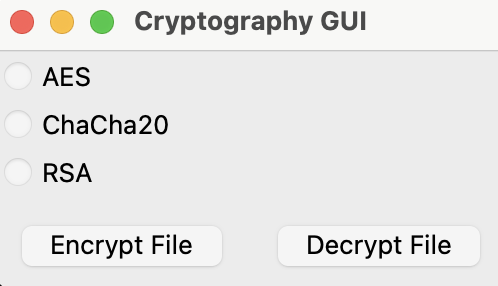 Cryptography GUI
AES
ChaCha20
RSA
Encrypt File
Decrypt File